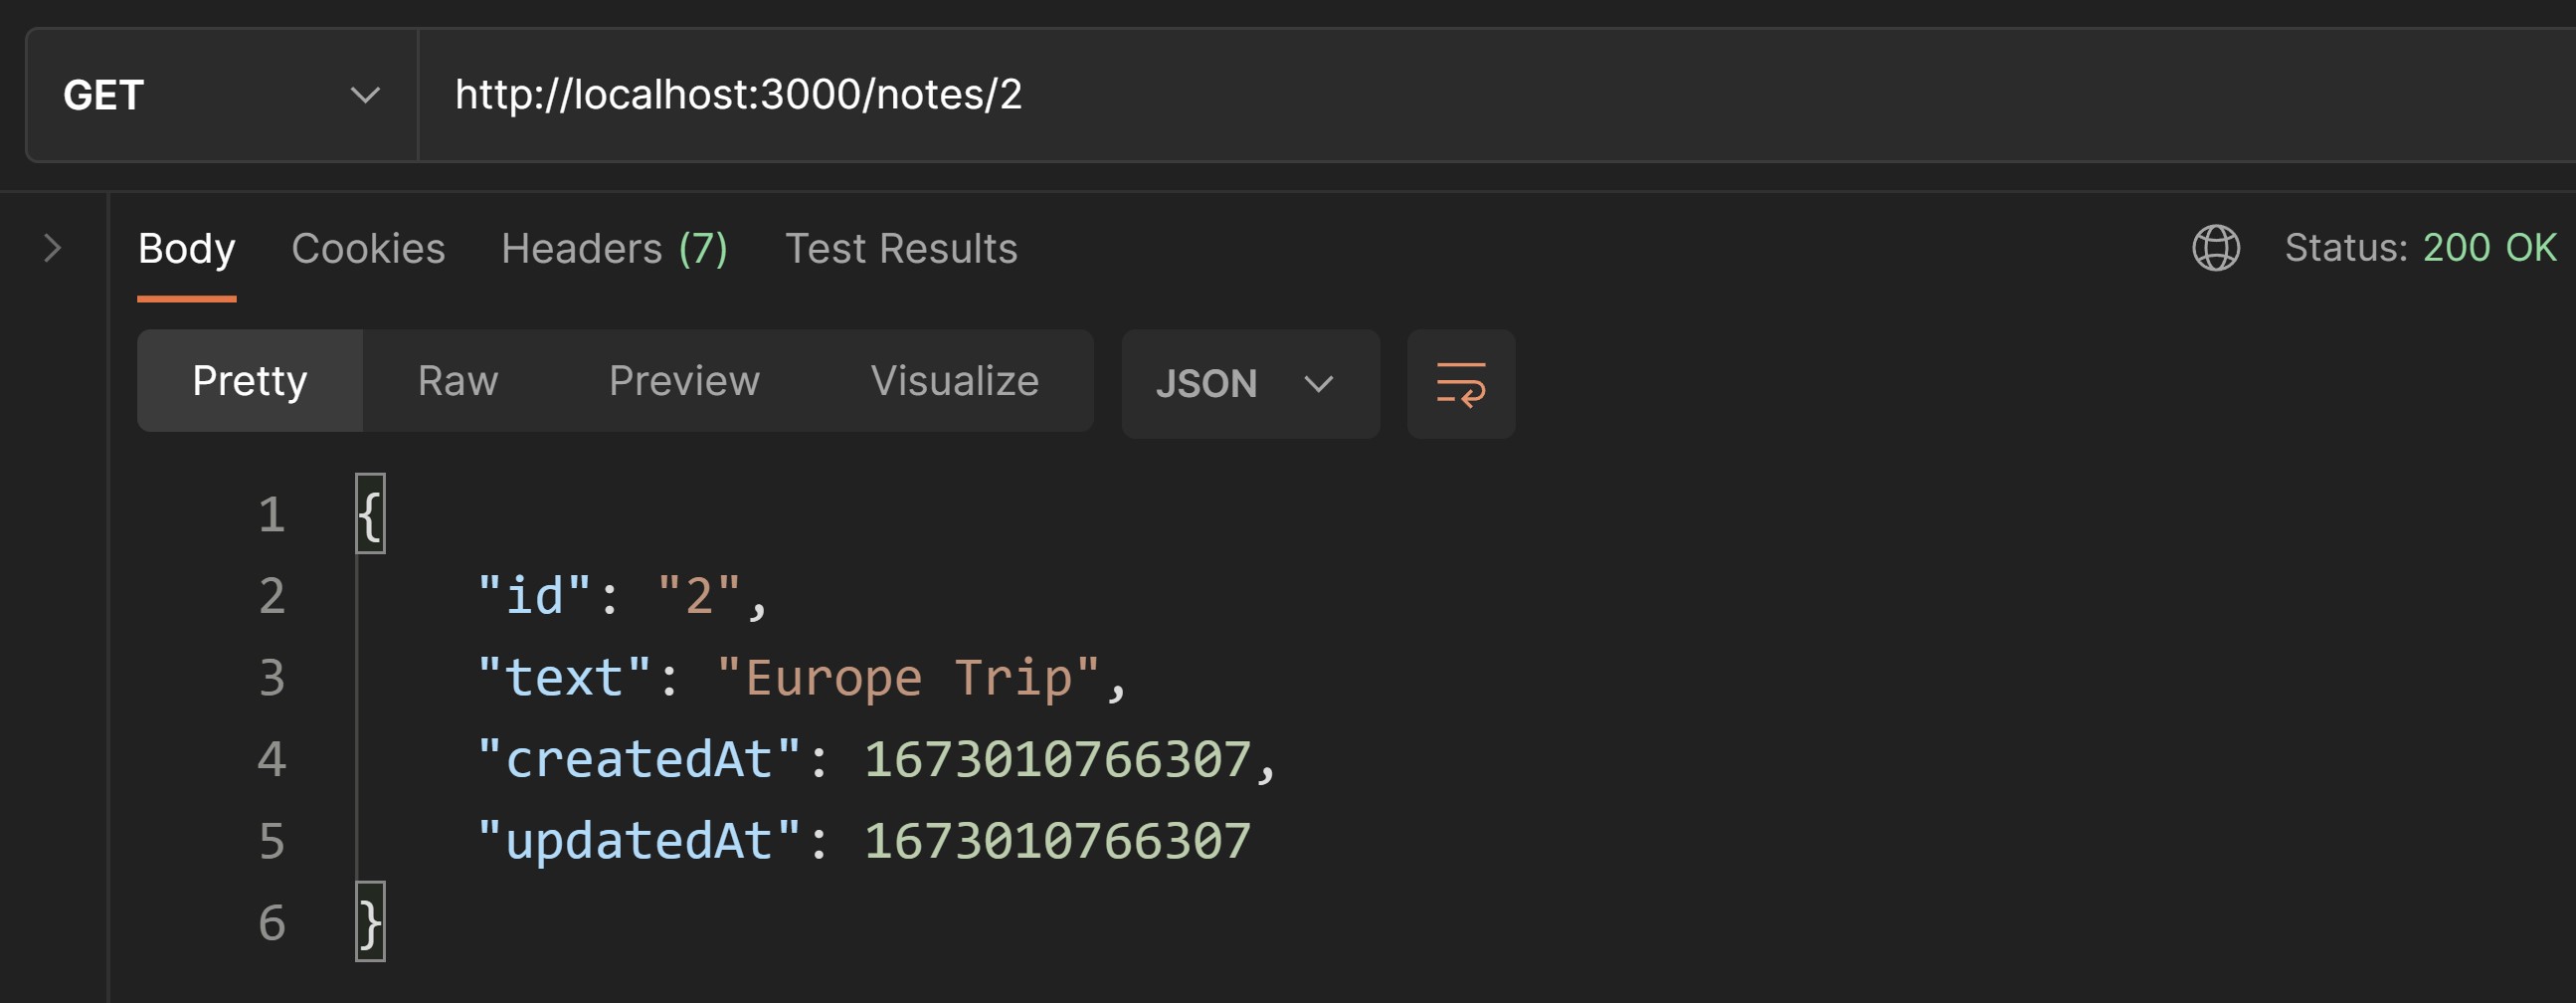 GET http://localhost:3000/notes/2
Body Cookies Headers (7) Test Results Status: 200 OK
Pretty Raw Preview Visualize JSON
1 {
2 "id": "2",
3 "text": "Europe Trip",
4 "createdAt": 1673010766307,
5 "updatedAt": 1673010766307
6 }